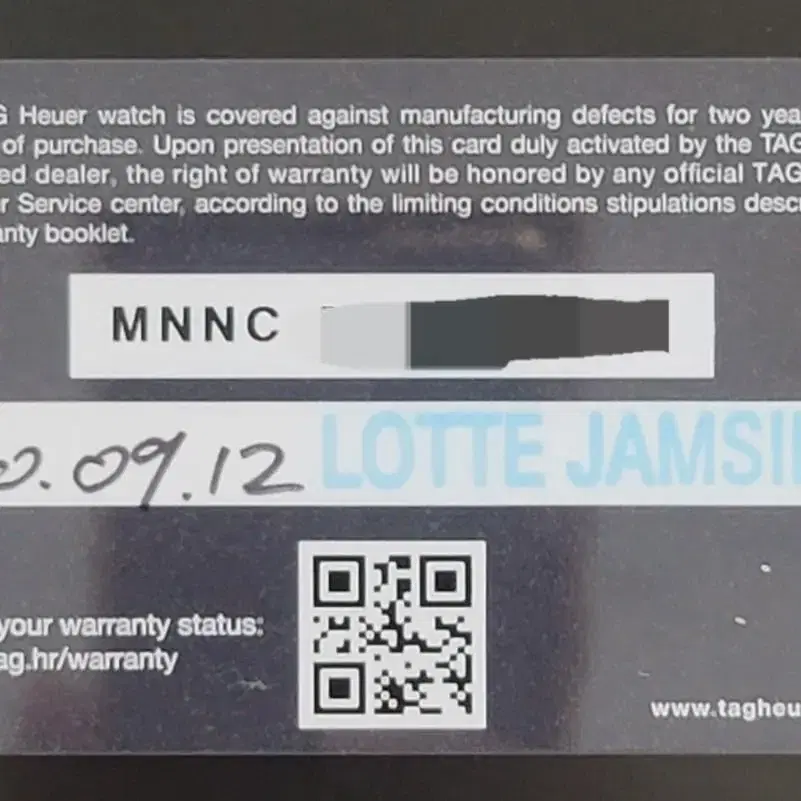 G Heuer watch is covered against manufacturing defects for two yea
of purchase. Upon presentation of this card duly activated by the TAG
ed dealer, the right of warranty will be honored by any official TAG
r Service center, according to the limiting conditions stipulations descr
anty booklet.
MNNC
0.09.12 LOTTE JAMSI
your warranty status:
ag.hr/warranty
www.tagheu